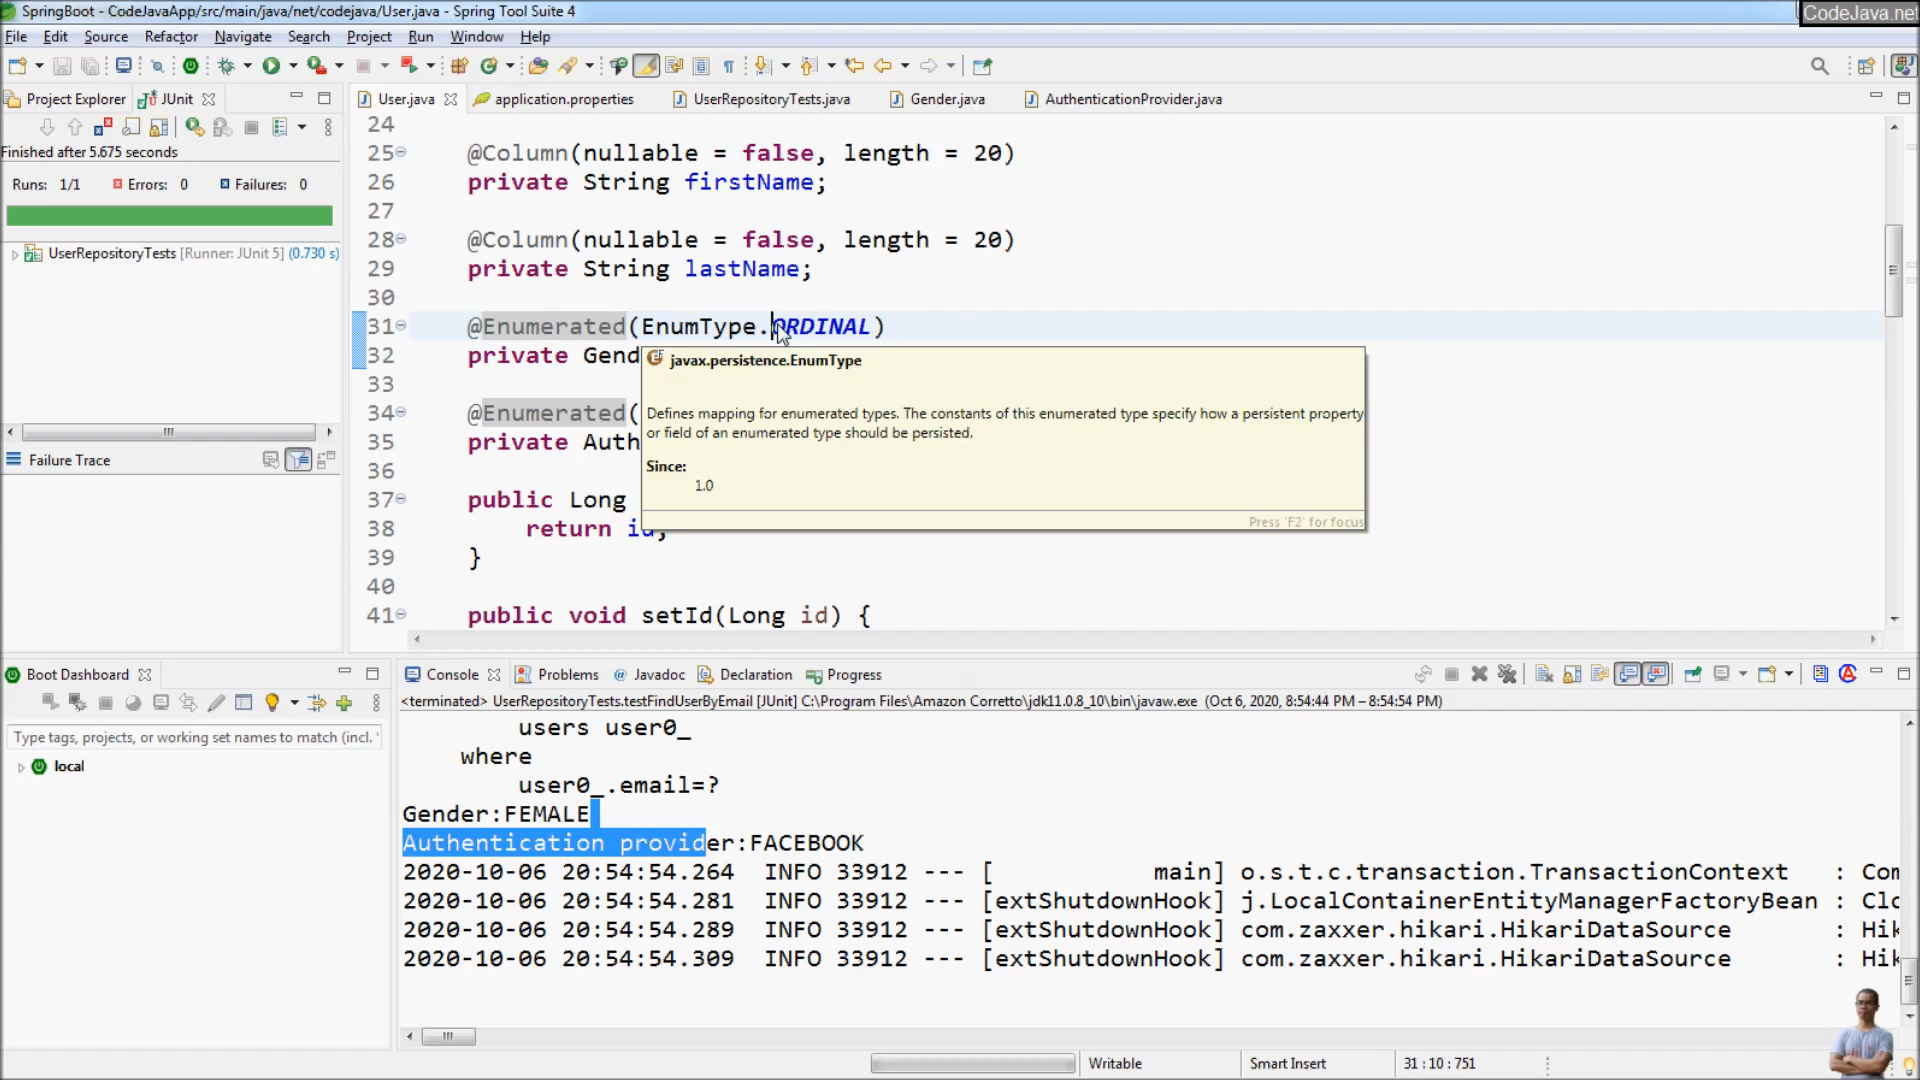 SpringBoot - CodeJavaApp/src/main/java/net/codejava/User.java - Spring Tool Suite 4
CodeJava.net
File Edit Source Refactor Navigate Search Project Run Window Help
Project Explorer JUnit
User.java application.properties UserRepositoryTests.java Gender.java AuthenticationProvider.java
Finished after 5.675 seconds
Runs: 1/1 Errors: 0 Failures: 0
UserRepositoryTests [Runner: JUnit 5] (0.730 s)
Failure Trace
24
25 @Column(nullable = false, length = 20)
26 private String firstName;
27
28 @Column(nullable = false, length = 20)
29 private String lastName;
30
31 @Enumerated(EnumType.ORDINAL)
32 private Gend
33
34 @Enumerated(
35 private Auth
36
37 public Long
38 return id;
39 }
40
41 public void setId(Long id) {
javax.persistence.EnumType
Defines mapping for enumerated types. The constants of this enumerated type specify how a persistent property
or field of an enumerated type should be persisted.
Since:
1.0
Press 'F2' for focus
Boot Dashboard
Type tags, projects, or working set names to match (incl. *
local
Console Problems Javadoc Declaration Progress
<terminated> UserRepositoryTests.testFindUserByEmail [JUnit] C:\Program Files\Amazon Corretto\jdk11.0.8_10\bin\javaw.exe (Oct 6, 2020, 8:54:44 PM – 8:54:54 PM)
users user0_
where
user0_.email=?
Gender:FEMALE
Authentication provider:FACEBOOK
2020-10-06 20:54:54.264 INFO 33912 --- [ main] o.s.t.c.transaction.TransactionContext : Com
2020-10-06 20:54:54.281 INFO 33912 --- [extShutdownHook] j.LocalContainerEntityManagerFactoryBean : Clo
2020-10-06 20:54:54.289 INFO 33912 --- [extShutdownHook] com.zaxxer.hikari.HikariDataSource : Hik
2020-10-06 20:54:54.309 INFO 33912 --- [extShutdownHook] com.zaxxer.hikari.HikariDataSource : Hik
Writable Smart Insert 31 : 10 : 751